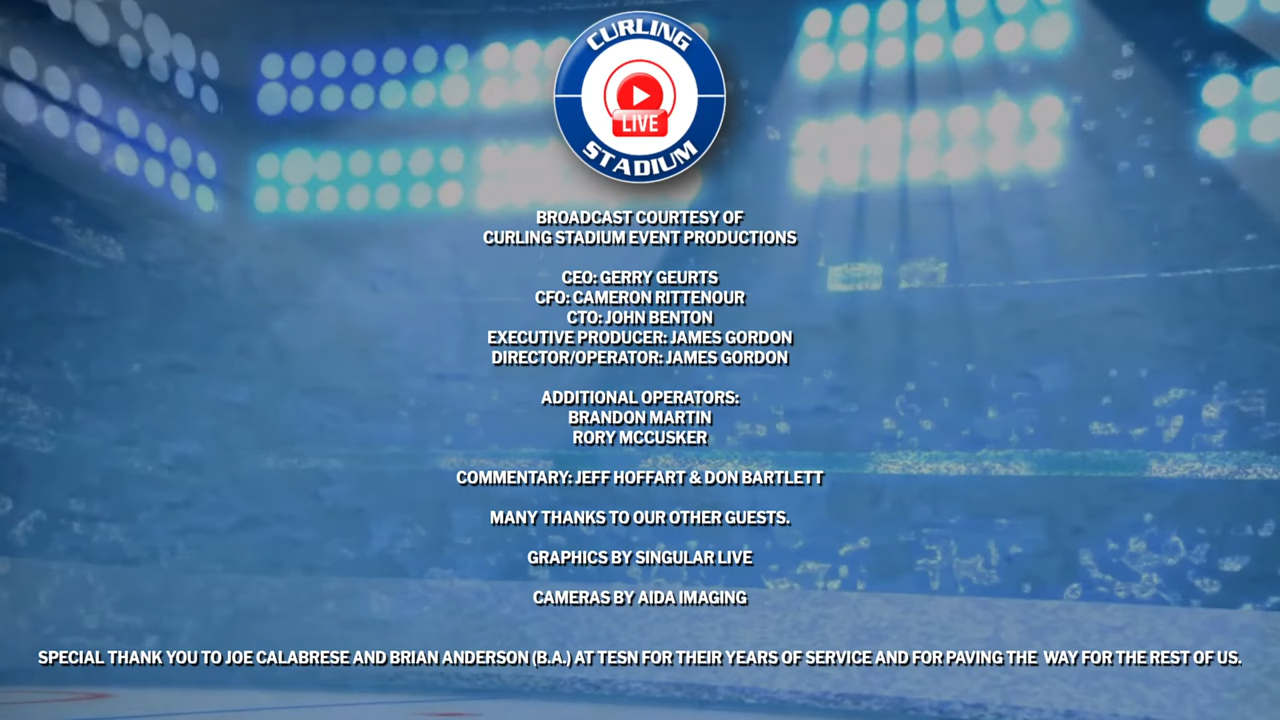 CURLING
LIVE
STADIUM
BROADCAST COURTESY OF
CURLING STADIUM EVENT PRODUCTIONS
CEO: GERRY GEURTS
CFO: CAMERON RITTENOUR
CTO: JOHN BENTON
EXECUTIVE PRODUCER: JAMES GORDON
DIRECTOR/OPERATOR: JAMES GORDON
ADDITIONAL OPERATORS:
BRANDON MARTIN
RORY MCCUSKER
COMMENTARY: JEFF HOFFART & DON BARTLETT
MANY THANKS TO OUR OTHER GUESTS.
GRAPHICS BY SINGULAR LIVE
CAMERAS BY AIDA IMAGING
SPECIAL THANK YOU TO JOE CALABRESE AND BRIAN ANDERSON (B.A.) AT TESN FOR THEIR YEARS OF SERVICE AND FOR PAVING THE  WAY FOR THE REST OF US.